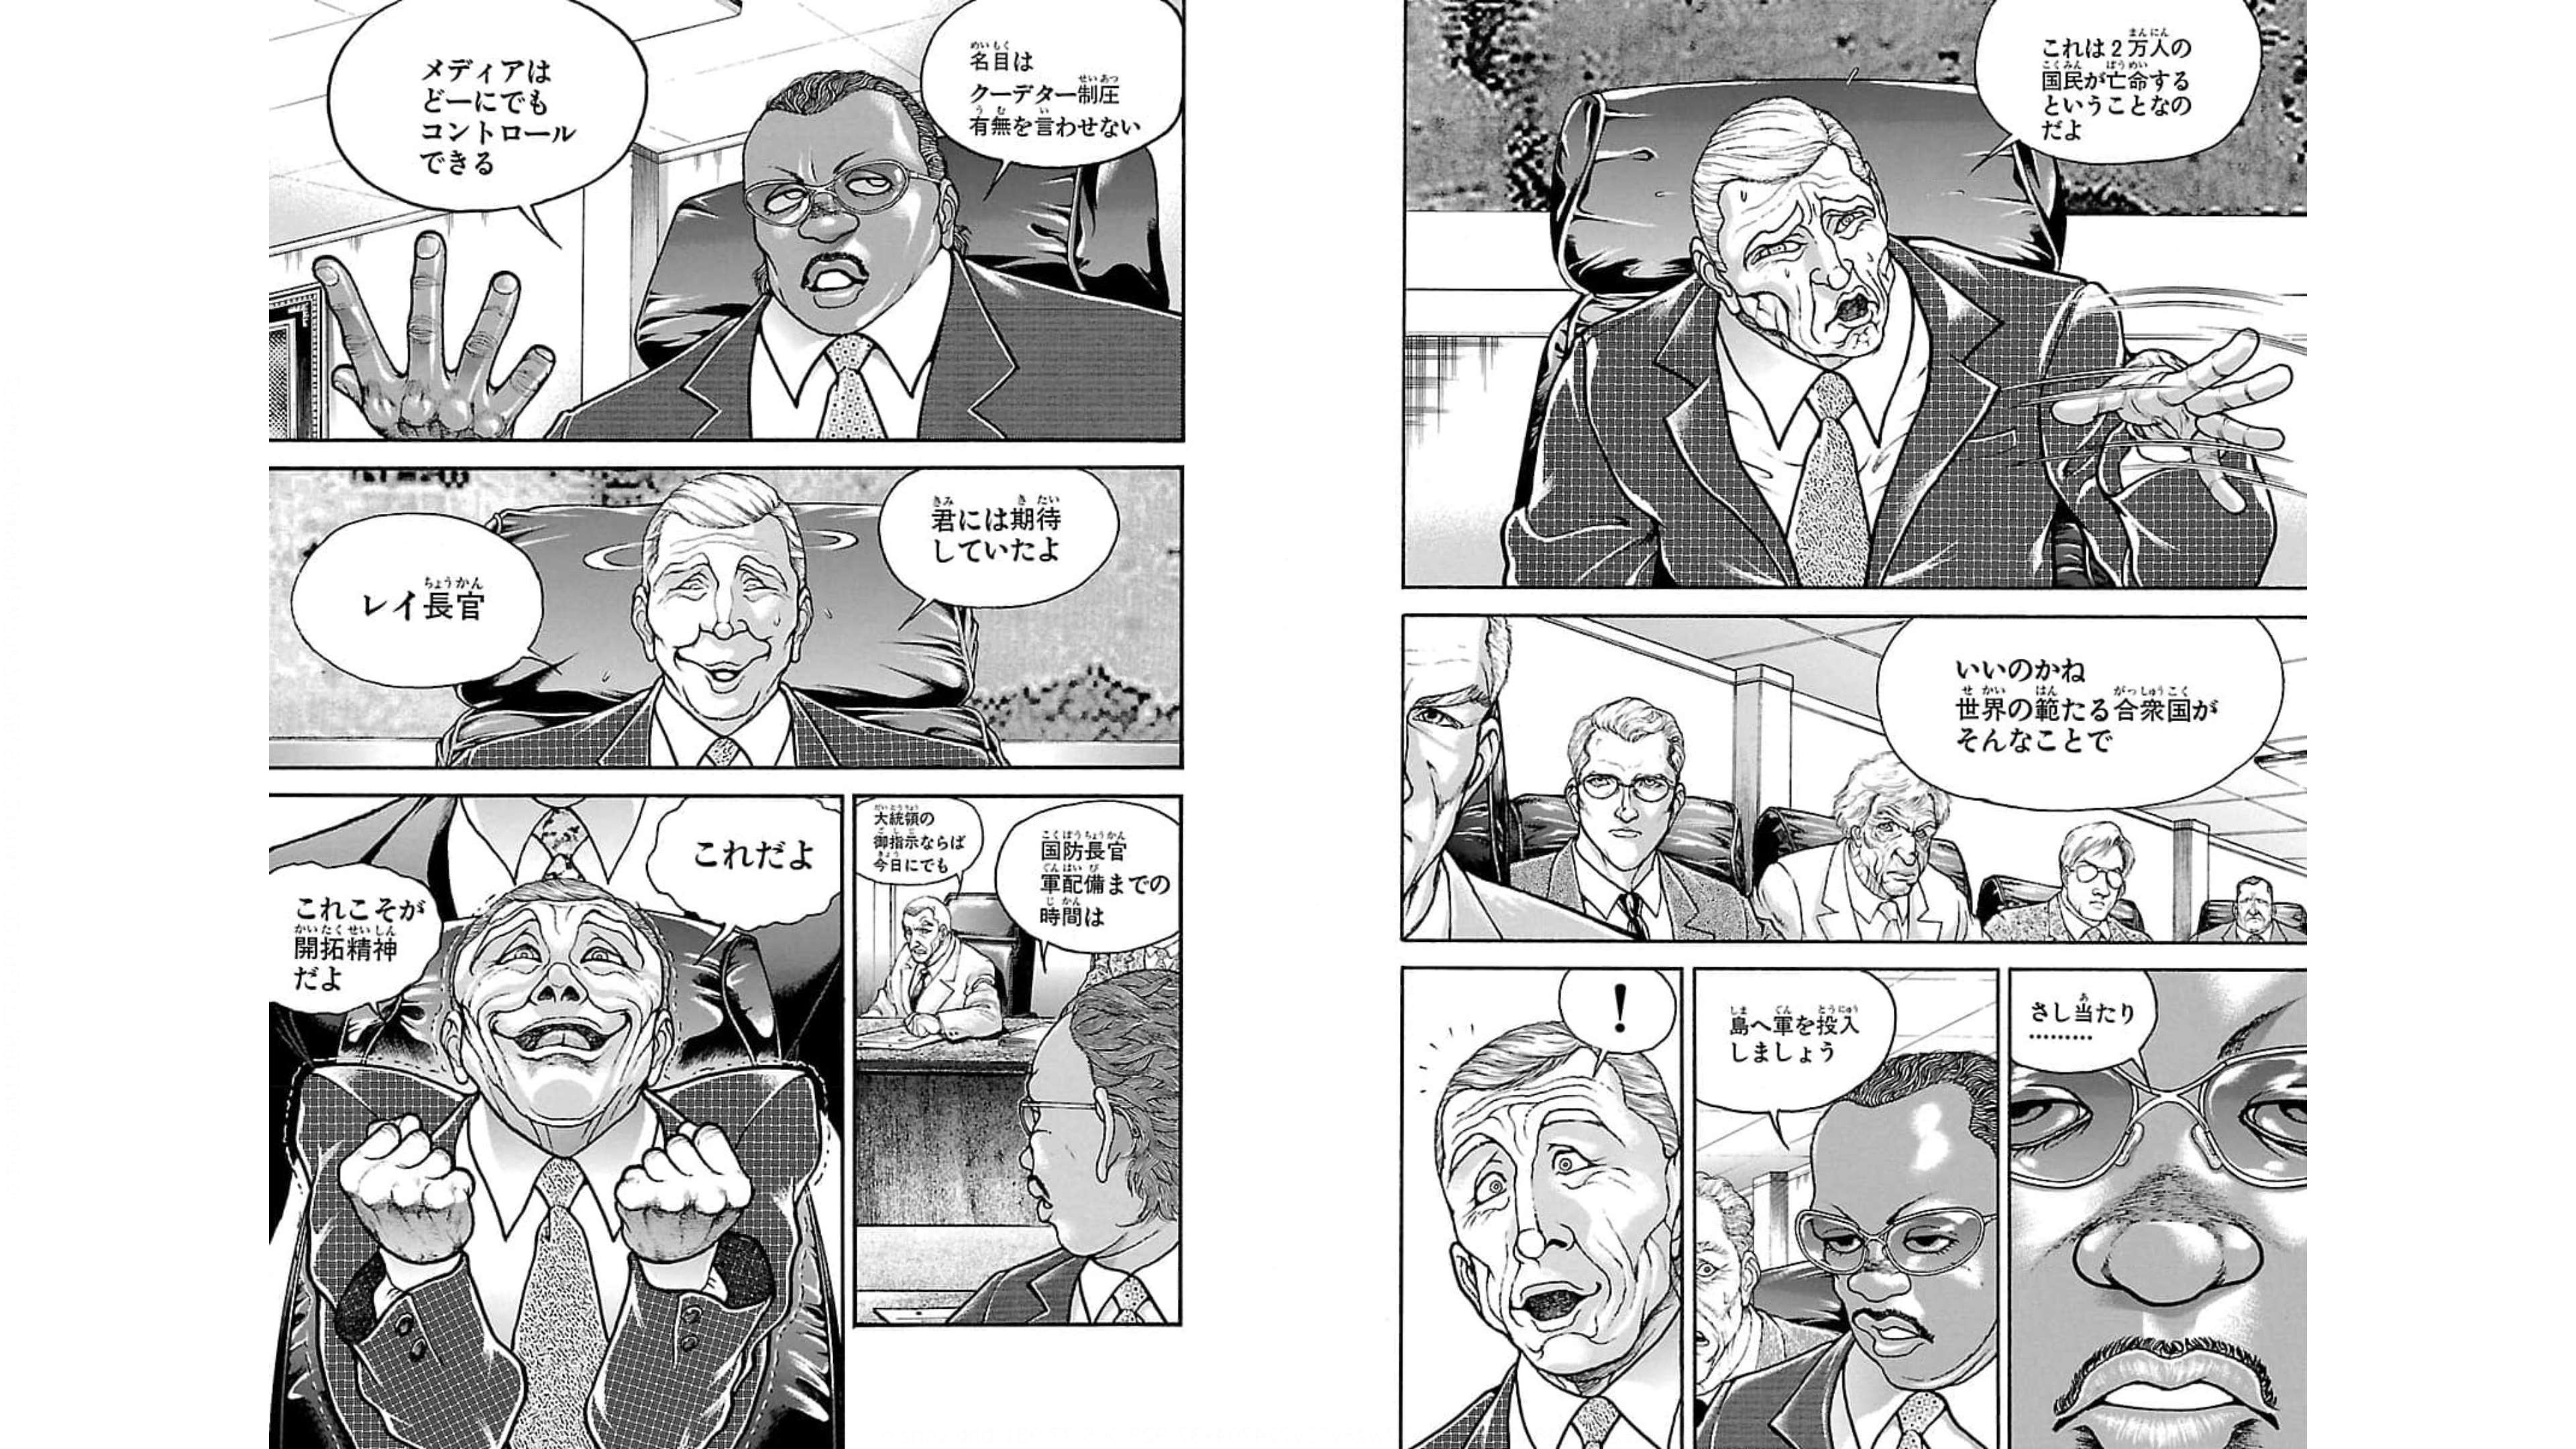 これは2万人の
国民が亡命する
ということなの
だよ
いいのかね
世界の範たる合衆国が
そんなことで
さし当たり
………
島へ軍を投入
しましょう
！
名目は
クーデター制圧
有無を言わせない
メディアは
どーにでも
コントロール
できる
君には期待
していたよ
レイ長官
国防長官
軍配備までの
時間は
大統領の
御指示ならば
今日にでも
これだよ
これこそが
開拓精神
だよ